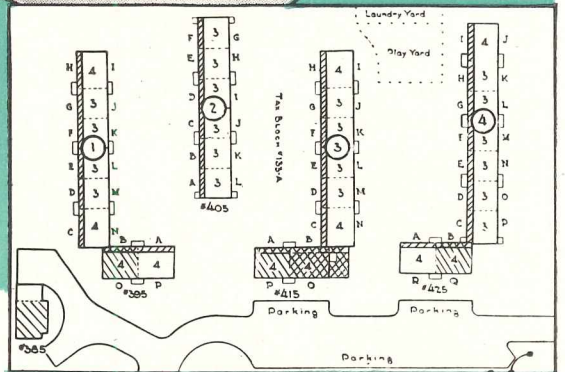 Laundry Yard
Play Yard
Tax Block #135-A
H 4 I
G 3 J
F 3 K
1
E 3 L
D 3 M
C 4 N
B A
4 4
O P
#395
F 3 G
E 3 H
D 3 I
2
C 3 J
B 3 K
A 3 L
#405
H 4 I
G 3 J
F 3 K
3
E 3 L
D 3 M
C 4 N
A B
4 4
P O
#415
I 4 J
H 3 K
G 3 L
4
F 3 M
E 3 N
D 3 O
C 3 P
A B
4 4
R Q
#425
Parking
Parking
#385
Parking